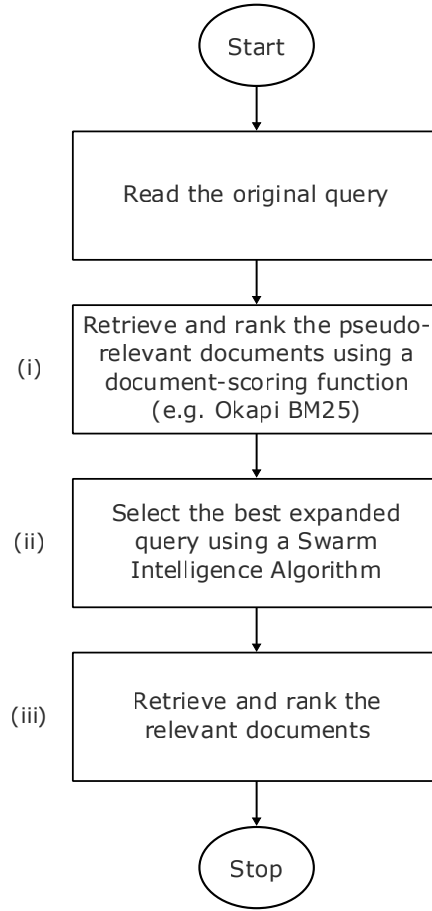 Start
Read the original query
(i)
Retrieve and rank the pseudo-
relevant documents using a
document-scoring function
(e.g. Okapi BM25)
(ii)
Select the best expanded
query using a Swarm
Intelligence Algorithm
(iii)
Retrieve and rank the
relevant documents
Stop